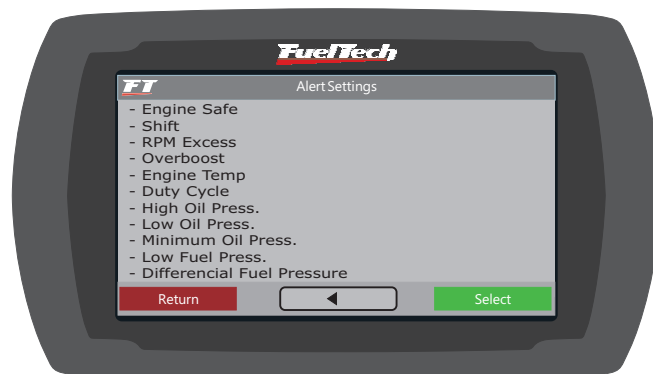 FuelTech
FT
Alert Settings
- Engine Safe
- Shift
- RPM Excess
- Overboost
- Engine Temp
- Duty Cycle
- High Oil Press.
- Low Oil Press.
- Minimum Oil Press.
- Low Fuel Press.
- Differencial Fuel Pressure
Return
Select